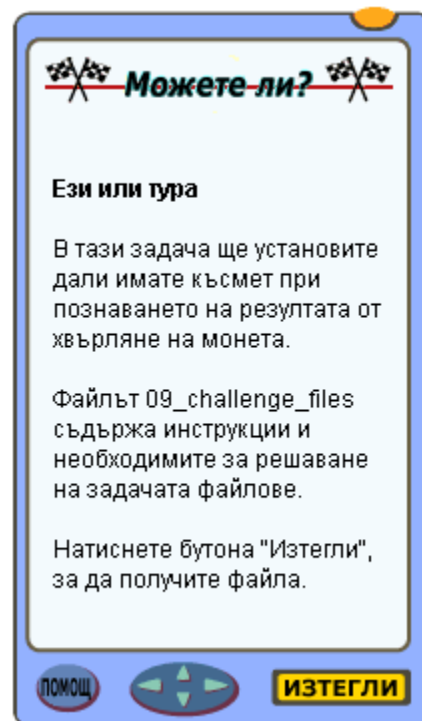 Можете ли?
Ези или тура
В тази задача ще установите
дали имате късмет при
познаването на резултата от
хвърляне на монета.
Файлът 09_challenge_files
съдържа инструкции и
необходимите за решаване
на задачата файлове.
Натиснете бутона "Изтегли",
за да получите файла.
ПОМОЩ
ИЗТЕГЛИ